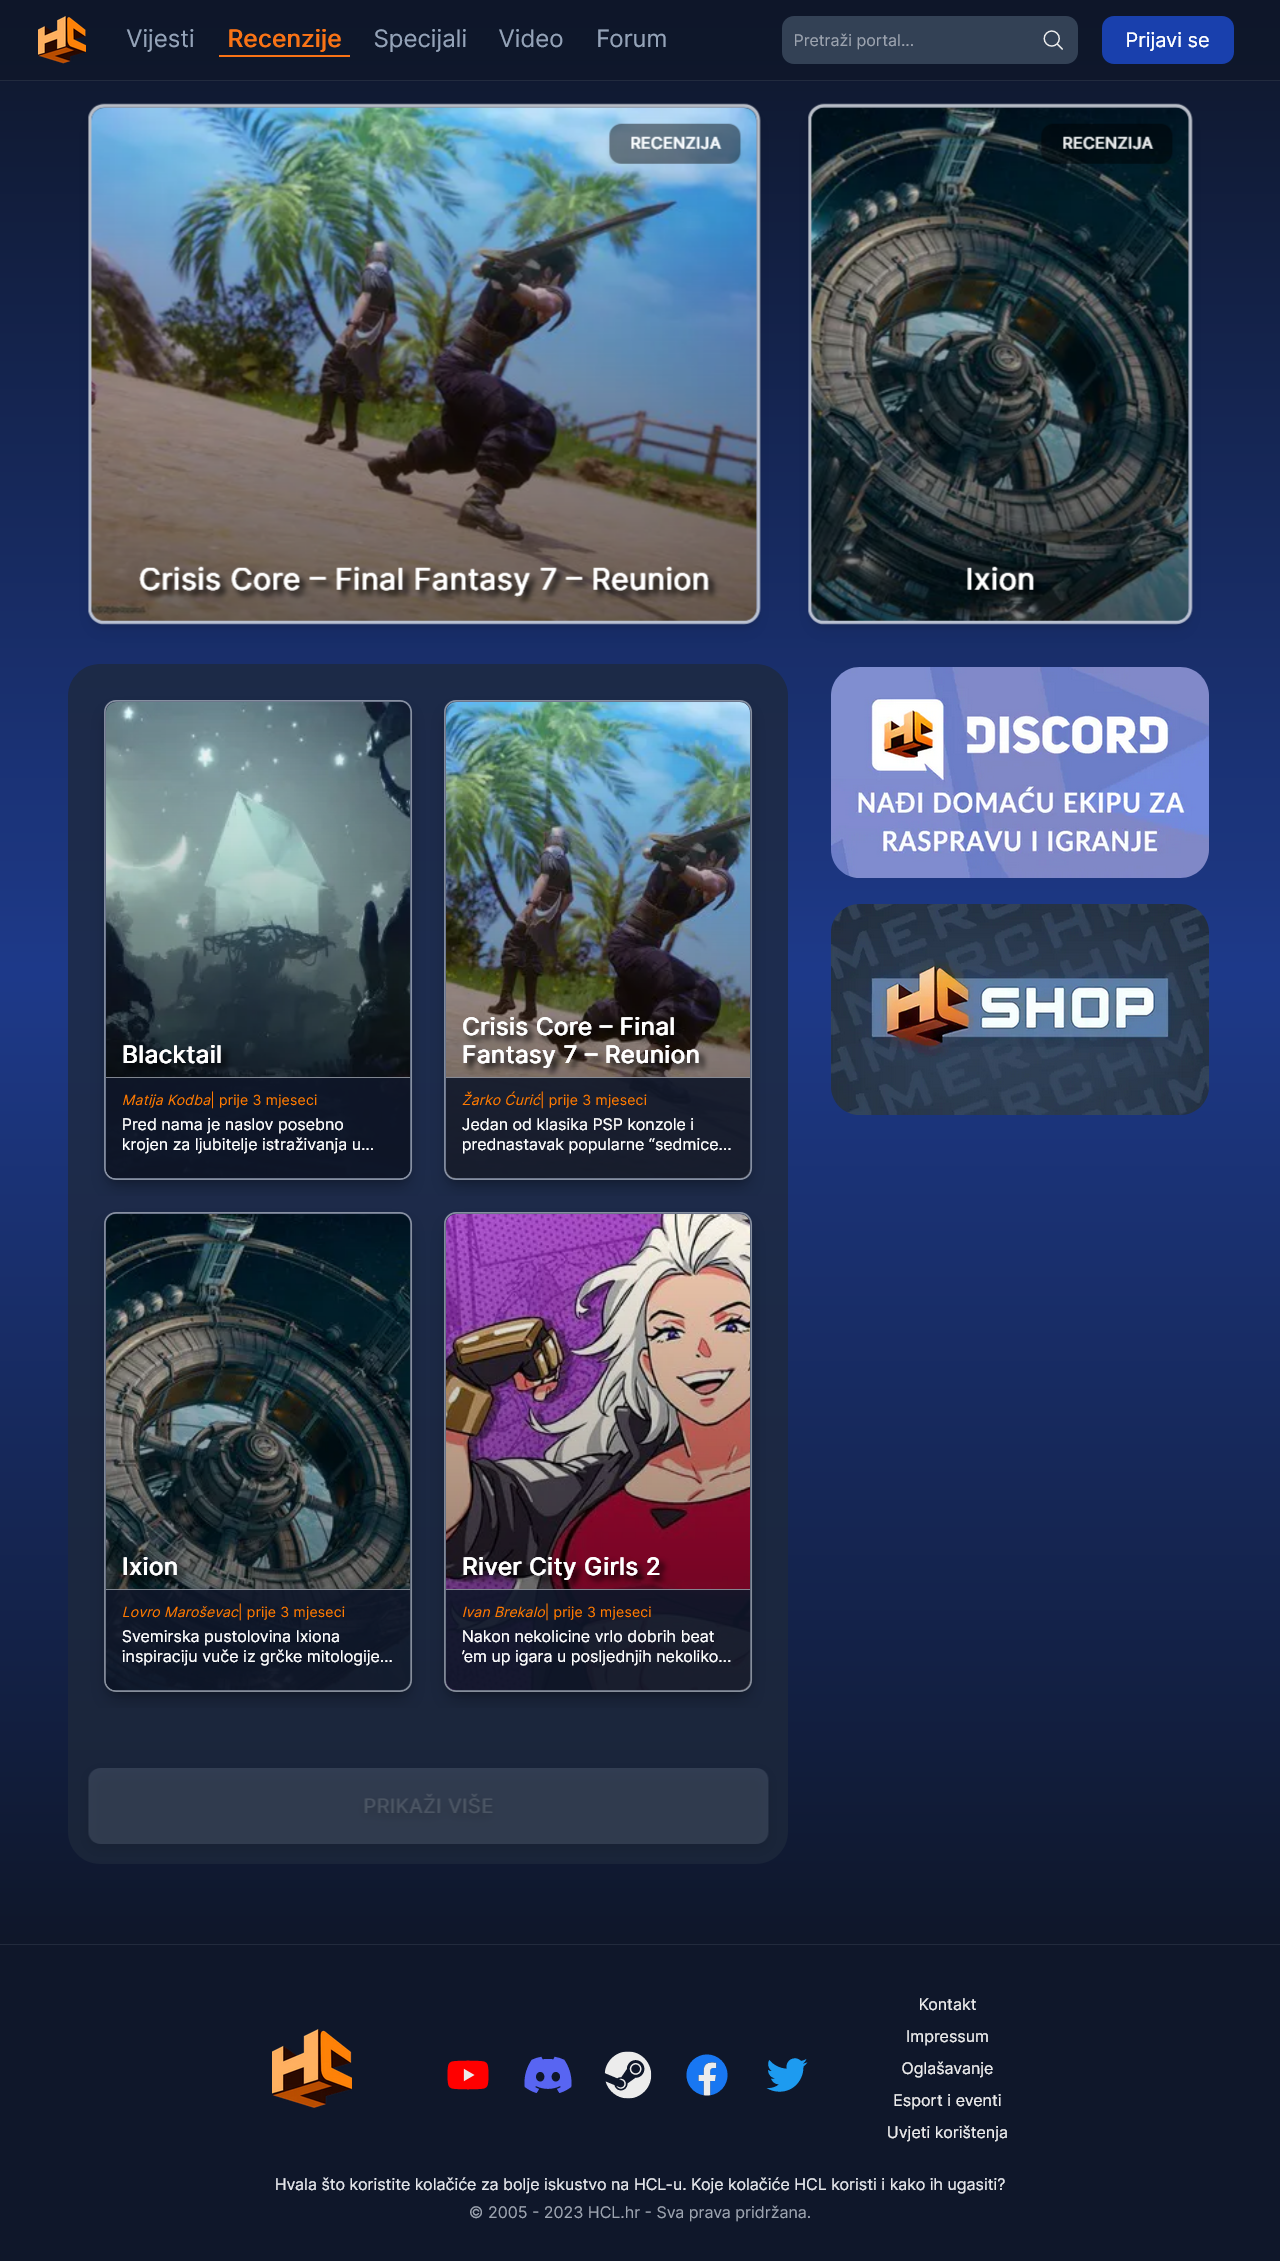 HC
Vijesti
Recenzije
Specijali
Video
Forum
Pretraži portal...
Prijavi se
RECENZIJA
Crisis Core – Final Fantasy 7 – Reunion
RECENZIJA
Ixion
Blacktail
Matija Kodba| prije 3 mjeseci
Pred nama je naslov posebno
krojen za ljubitelje istraživanja u...
Crisis Core – Final
Fantasy 7 – Reunion
Žarko Ćurić| prije 3 mjeseci
Jedan od klasika PSP konzole i
prednastavak popularne “sedmice...
Ixion
Lovro Maroševac| prije 3 mjeseci
Svemirska pustolovina Ixiona
inspiraciju vuče iz grčke mitologije...
River City Girls 2
Ivan Brekalo| prije 3 mjeseci
Nakon nekolicine vrlo dobrih beat
’em up igara u posljednjih nekoliko...
PRIKAŽI VIŠE
HC DISCORD
NAĐI DOMAĆU EKIPU ZA
RASPRAVU I IGRANJE
HC SHOP
HC
Kontakt
Impressum
Oglašavanje
Esport i eventi
Uvjeti korištenja
Hvala što koristite kolačiće za bolje iskustvo na HCL-u. Koje kolačiće HCL koristi i kako ih ugasiti?
© 2005 - 2023 HCL.hr - Sva prava pridržana.